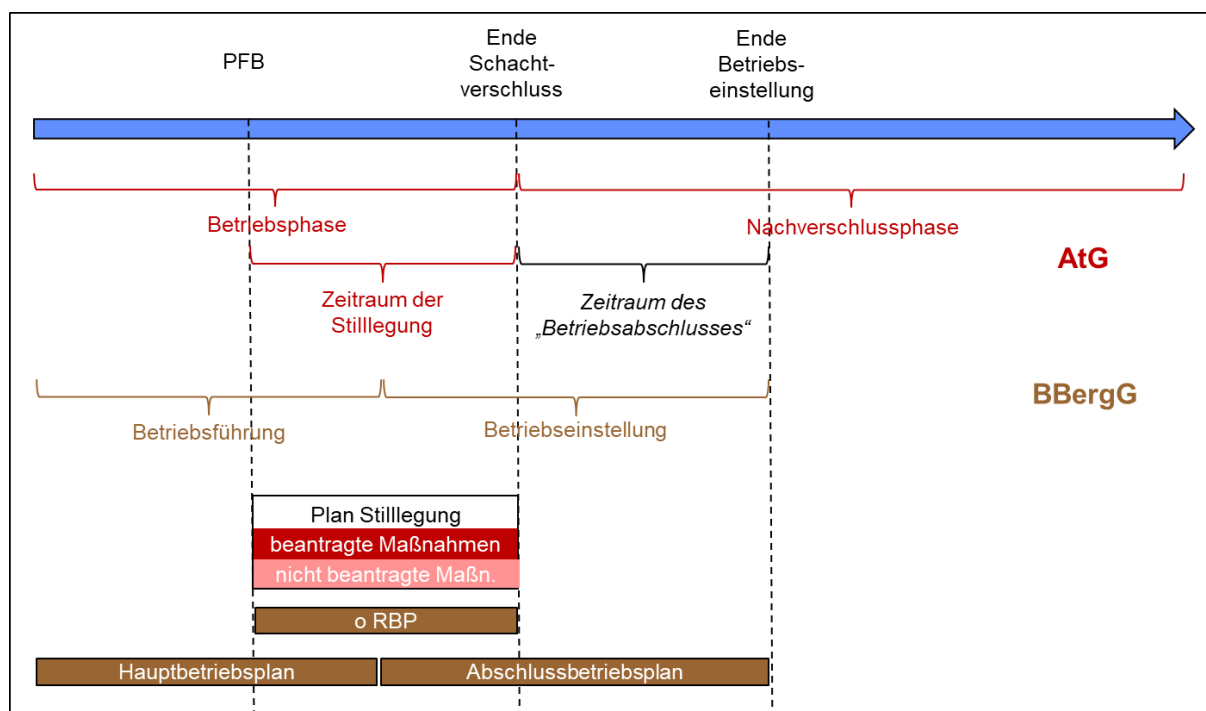 PFB
Ende
Schacht-
verschluss
Ende
Betriebs-
einstellung
Betriebsphase
Nachverschlussphase
AtG
Zeitraum der
Stilllegung
Zeitraum des
„Betriebsabschlusses“
BBergG
Betriebsführung
Betriebseinstellung
Plan Stilllegung
beantragte Maßnahmen
nicht beantragte Maßn.
o RBP
Hauptbetriebsplan
Abschlussbetriebsplan